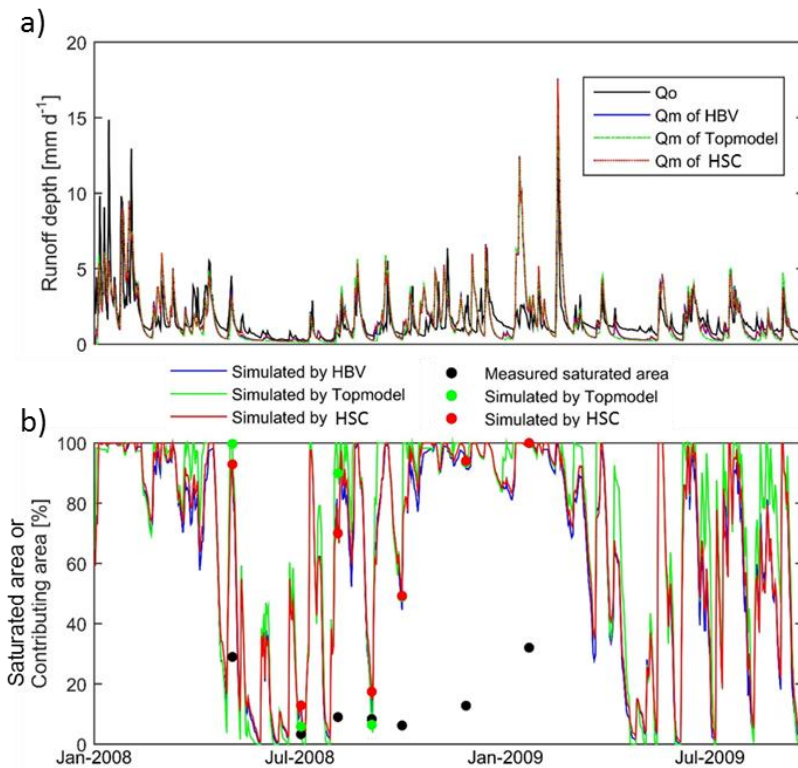 a)
20
15
10
5
0
Runoff depth [mm d⁻¹]
Qo
Qm of HBV
Qm of Topmodel
Qm of HSC
Simulated by HBV
Simulated by Topmodel
Simulated by HSC
Measured saturated area
Simulated by Topmodel
Simulated by HSC
b)
100
80
60
40
20
0
Saturated area or
Contributing area [%]
Jan-2008
Jul-2008
Jan-2009
Jul-2009